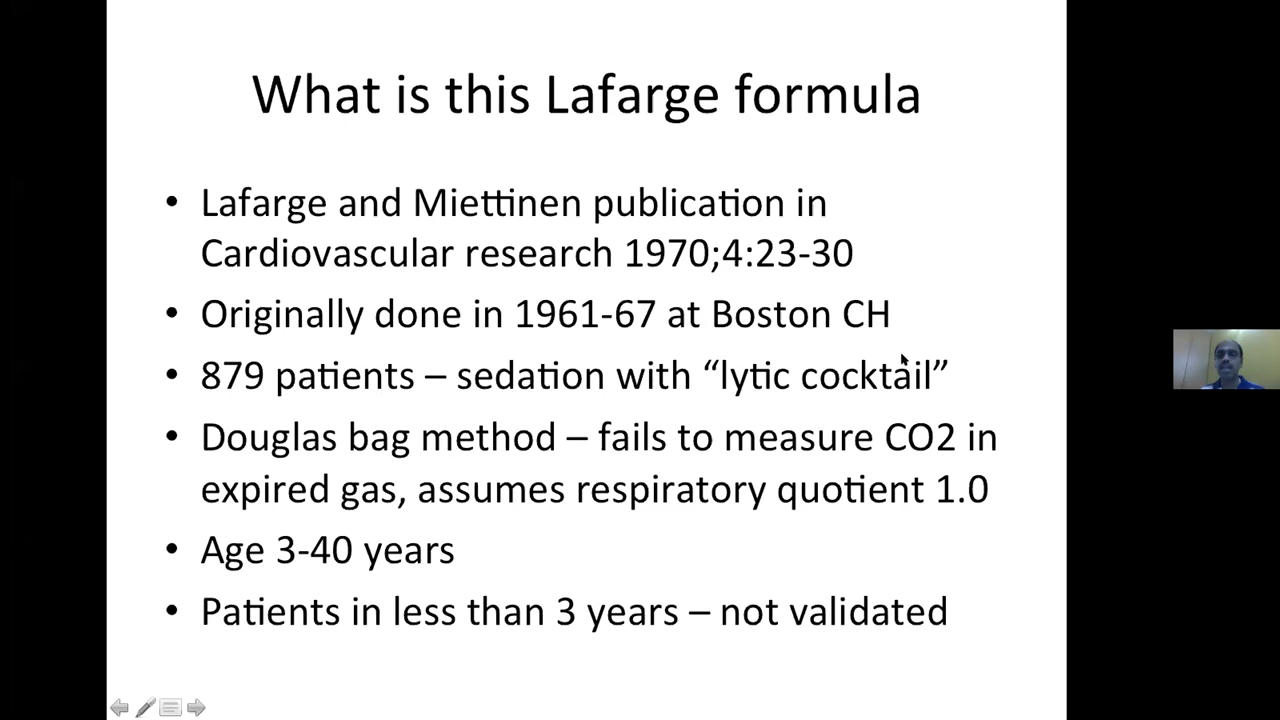 What is this Lafarge formula
• Lafarge and Miettinen publication in
Cardiovascular research 1970;4:23-30
• Originally done in 1961-67 at Boston CH
• 879 patients – sedation with “lytic cocktail”
• Douglas bag method – fails to measure CO2 in
expired gas, assumes respiratory quotient 1.0
• Age 3-40 years
• Patients in less than 3 years – not validated